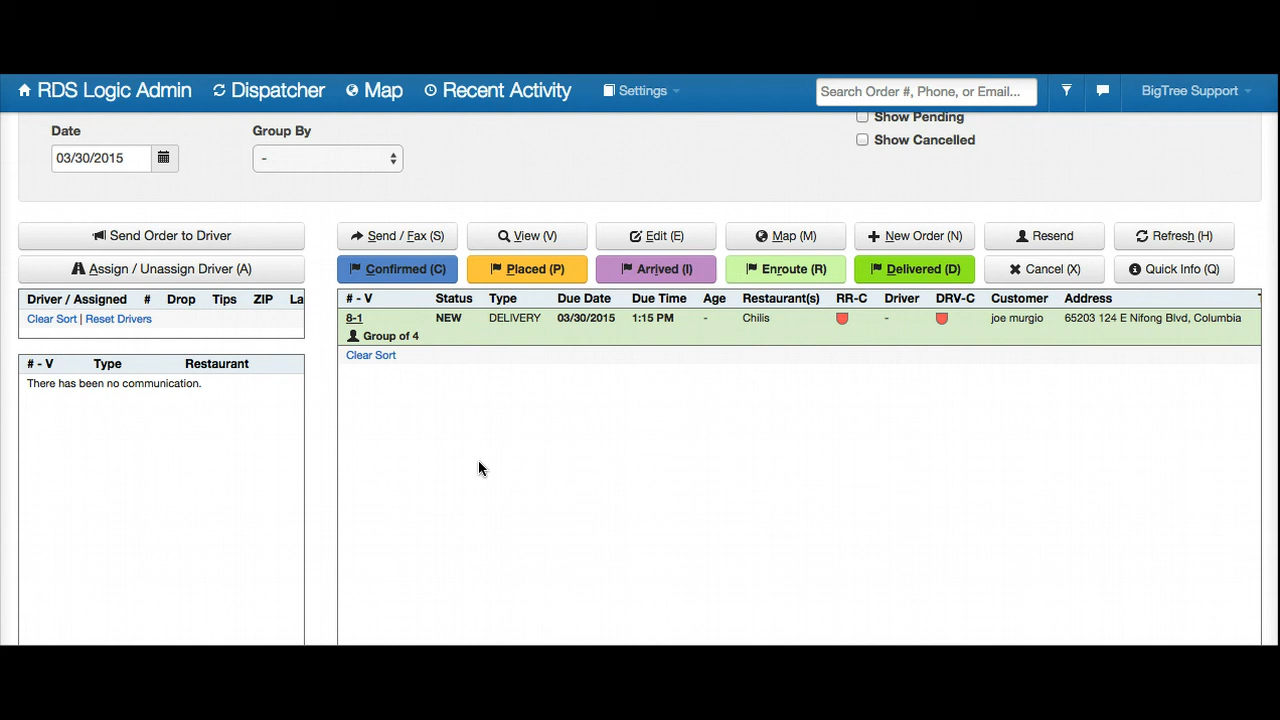 RDS Logic Admin Dispatcher Map Recent Activity Settings Search Order #, Phone, or Email... BigTree Support
Show Pending
Date Group By
Show Cancelled
03/30/2015 -
Send Order to Driver Send / Fax (S) View (V) Edit (E) Map (M) New Order (N) Resend Refresh (H)
Assign / Unassign Driver (A) Confirmed (C) Placed (P) Arrived (I) Enroute (R) Delivered (D) Cancel (X) Quick Info (Q)
Driver / Assigned # Drop Tips ZIP La
Clear Sort | Reset Drivers
# - V Type Restaurant
There has been no communication.
# - V Status Type Due Date Due Time Age Restaurant(s) RR-C Driver DRV-C Customer Address
8-1 NEW DELIVERY 03/30/2015 1:15 PM - Chilis - joe murgio 65203 124 E Nifong Blvd, Columbia
Group of 4
Clear Sort